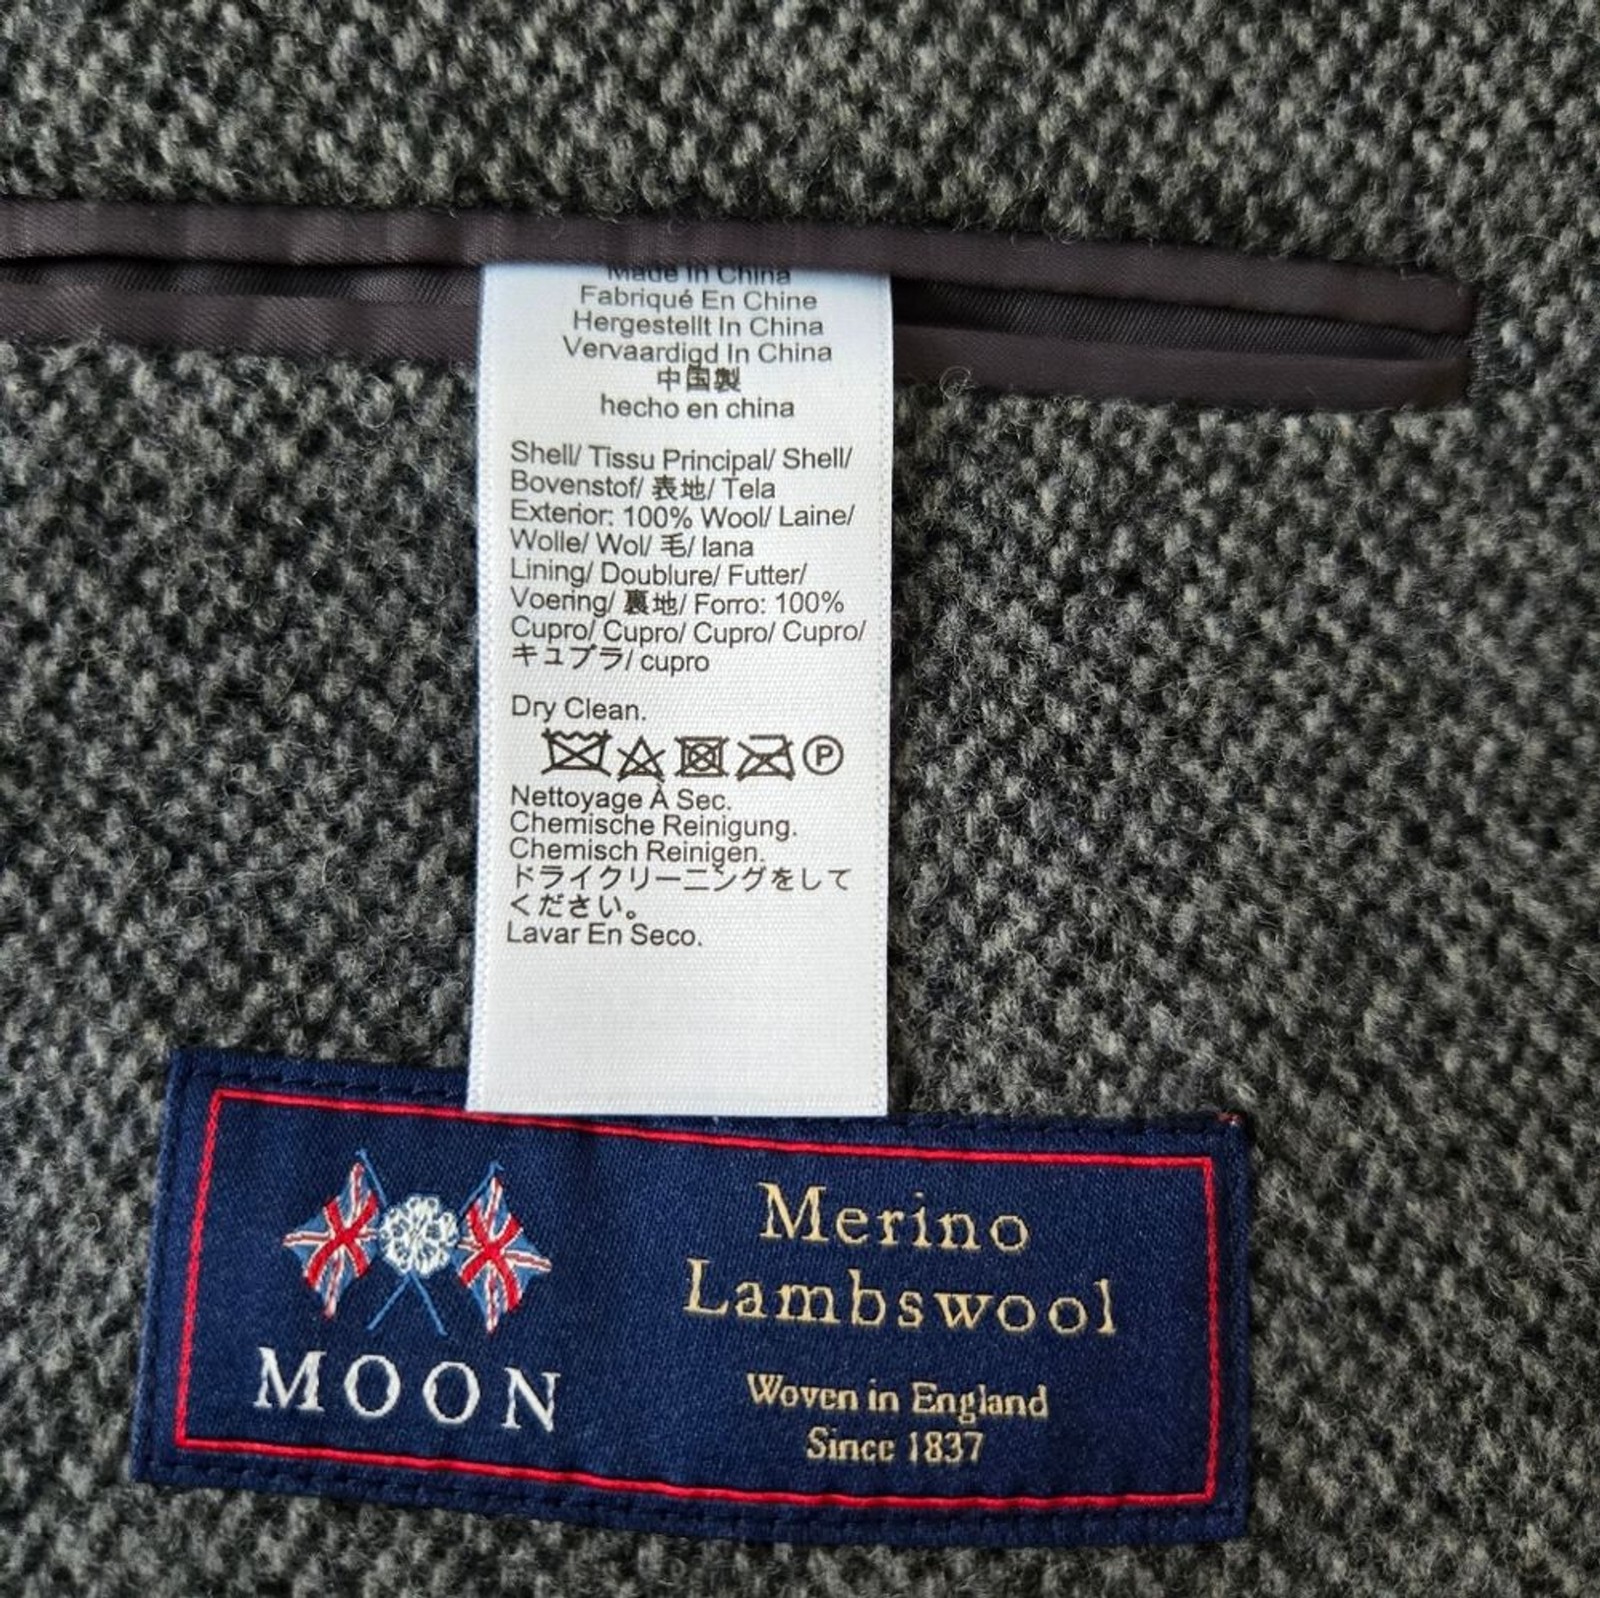 Made In China
Fabriqué En Chine
Hergestellt In China
Vervaardigd In China
中国製
hecho en china
Shell/ Tissu Principal/ Shell/
Bovenstof/ 表地/ Tela
Exterior: 100% Wool/ Laine/
Wolle/ Wol/ 毛/ lana
Lining/ Doublure/ Futter/
Voering/ 裏地/ Forro: 100%
Cupro/ Cupro/ Cupro/ Cupro/
キュプラ/ cupro
Dry Clean.
P
Nettoyage À Sec.
Chemische Reinigung.
Chemisch Reinigen.
ドライクリーニングをして
ください。
Lavar En Seco.
MOON
Merino
Lambswool
Woven in England
Since 1837